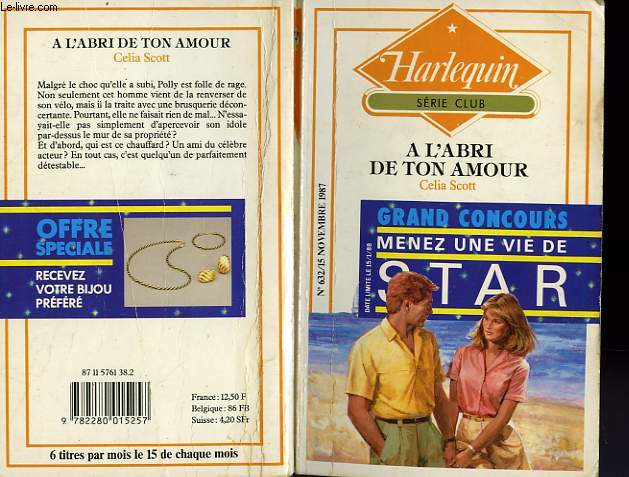 Le-livre.com
A L'ABRI DE TON AMOUR
Celia Scott
Malgré le choc qu'elle a subi, Polly est folle de rage.
Non seulement cet homme vient de la renverser de
son vélo, mais il la traite avec une brusquerie décon-
certante. Pourtant, elle ne faisait rien de mal... N'essa-
yait-elle pas simplement d'apercevoir son idole
par-dessus le mur de sa propriété ?
Et d'abord, qui est ce chauffard ? Un ami du célèbre
acteur ? En tout cas, c'est quelqu'un de parfaitement
détestable...
OFFRE
SPECIALE
RECEVEZ
VOTRE BIJOU
PRÉFÉRÉ
87 11 5761 38.2
9 782280 015257
France : 12,50 F
Belgique : 86 FB
Suisse : 4,20 SFr
6 titres par mois le 15 de chaque mois
Harlequin
SÉRIE CLUB
A L'ABRI
DE TON AMOUR
Celia Scott
N° 632/15 NOVEMBRE 1987
GRAND CONCOURS
MENEZ UNE VIE DE
STAR
DATE LIMITE LE 15/1/88